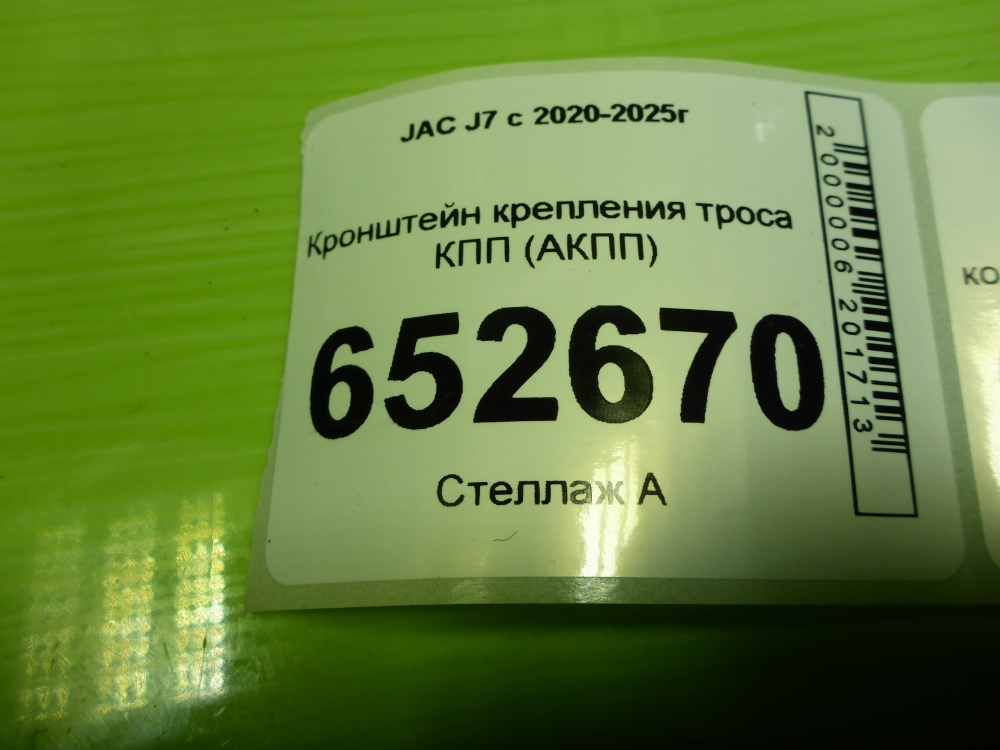 JAC J7 с 2020-2025г
Кронштейн крепления троса
КПП (АКПП)
652670
Стеллаж А
2000006201713
ко